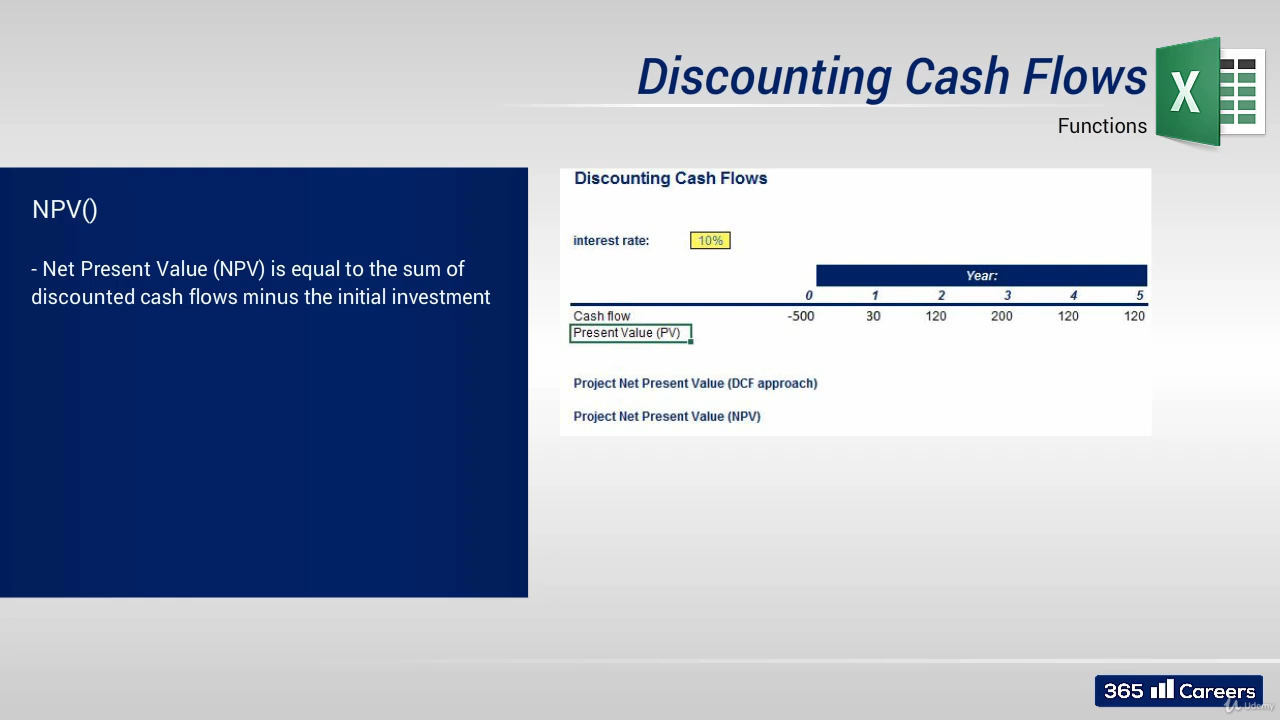 Discounting Cash Flows
X
Functions
NPV()
- Net Present Value (NPV) is equal to the sum of
discounted cash flows minus the initial investment
Discounting Cash Flows
interest rate: 10%
Year:
0 1 2 3 4 5
Cash flow -500 30 120 200 120 120
Present Value (PV)
Project Net Present Value (DCF approach)
Project Net Present Value (NPV)
365 Careers
Udemy